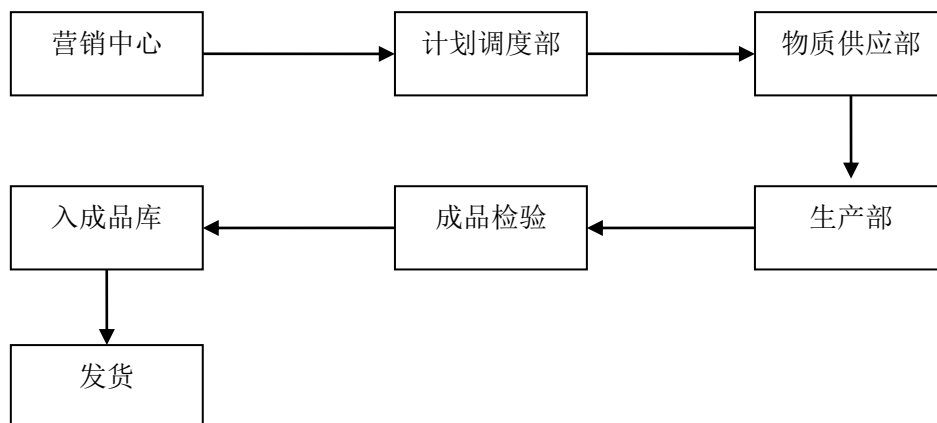 营销中心
计划调度部
物质供应部
生产部
成品检验
入成品库
发货